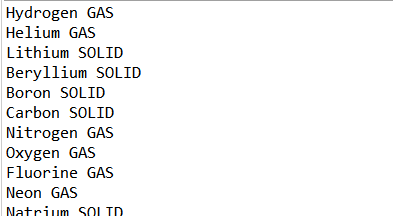 Hydrogen GAS
Helium GAS
Lithium SOLID
Beryllium SOLID
Boron SOLID
Carbon SOLID
Nitrogen GAS
Oxygen GAS
Fluorine GAS
Neon GAS
Natrium SOLID